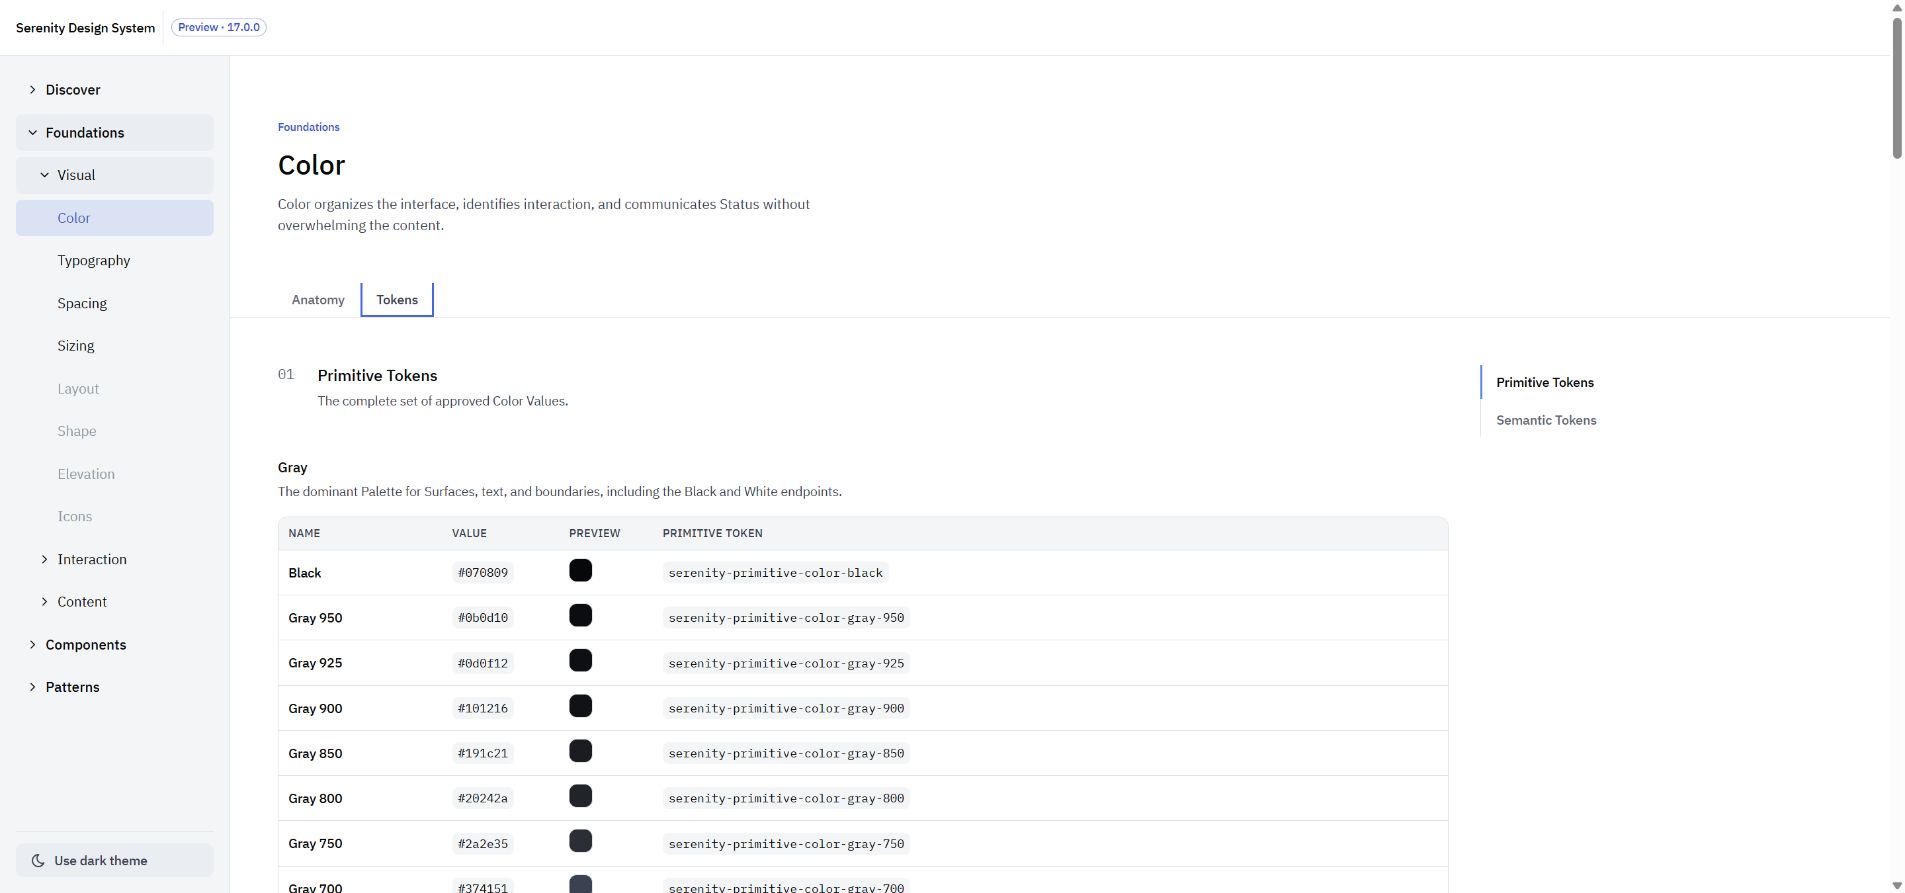 Serenity Design System
Preview · 17.0.0
Discover
Foundations
Visual
Color
Typography
Spacing
Sizing
Layout
Shape
Elevation
Icons
Interaction
Content
Components
Patterns
Use dark theme
Foundations
Color
Color organizes the interface, identifies interaction, and communicates Status without
overwhelming the content.
Anatomy
Tokens
01 Primitive Tokens
The complete set of approved Color Values.
Primitive Tokens
Semantic Tokens
Gray
The dominant Palette for Surfaces, text, and boundaries, including the Black and White endpoints.
NAME VALUE PREVIEW PRIMITIVE TOKEN
Black #070809 serenity-primitive-color-black
Gray 950 #0b0d10 serenity-primitive-color-gray-950
Gray 925 #0d0f12 serenity-primitive-color-gray-925
Gray 900 #101216 serenity-primitive-color-gray-900
Gray 850 #191c21 serenity-primitive-color-gray-850
Gray 800 #20242a serenity-primitive-color-gray-800
Gray 750 #2a2e35 serenity-primitive-color-gray-750
Gray 700 #374151 serenity-primitive-color-gray-700